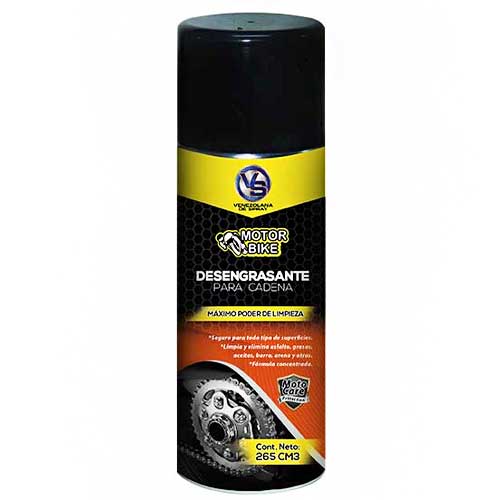 VS
VENEZOLANA
DE SPRAY
MOTOR
BIKE
DESENGRASANTE
PARA CADENA
MÁXIMO PODER DE LIMPIEZA
*Seguro para todo tipo de superficies.
*Limpia y elimina asfalto, grasas,
aceites, barro, arena y otros.
*Fórmula concentrada.
Moto
Care
Protection
Cont. Neto:
265 CM3